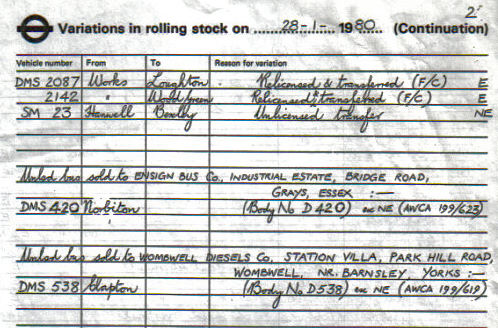 2
Variations in rolling stock on 28-1- 1980 (Continuation)
Vehicle number From To Reason for variation
DMS 2087 Works Loughton Relicensed & transferred (F/C) E
2142 " Wood Green Relicensed " transferred (F/C) E
SM 23 Hanwell Bexley Unlicensed transfer NE
Unlsd bus sold to ENSIGN BUS Co, INDUSTRIAL ESTATE, BRIDGE ROAD,
GRAYS, ESSEX :—
DMS 420 Norbiton (Body No D420) ex NE (AWCA 199/623)
Unlsd bus sold to WOMBWELL DIESELS Co, STATION VILLA, PARK HILL ROAD,
WOMBWELL, NR. BARNSLEY, YORKS :—
DMS 538 Clapton (Body No D538) ex NE (AWCA 199/619)